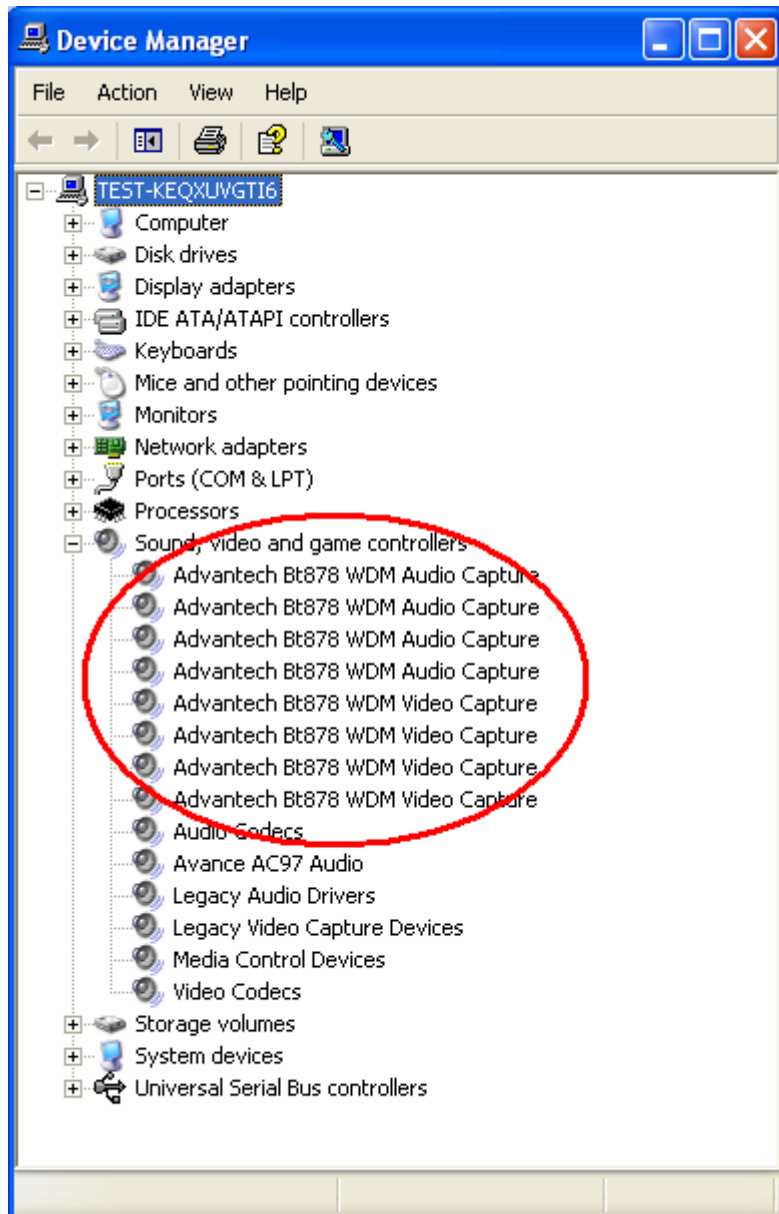 Device Manager
File Action View Help
TEST-KEQXUVGTI6
Computer
Disk drives
Display adapters
IDE ATA/ATAPI controllers
Keyboards
Mice and other pointing devices
Monitors
Network adapters
Ports (COM & LPT)
Processors
Sound, video and game controllers
Advantech Bt878 WDM Audio Capture
Advantech Bt878 WDM Audio Capture
Advantech Bt878 WDM Audio Capture
Advantech Bt878 WDM Audio Capture
Advantech Bt878 WDM Video Capture
Advantech Bt878 WDM Video Capture
Advantech Bt878 WDM Video Capture
Advantech Bt878 WDM Video Capture
Audio Codecs
Avance AC97 Audio
Legacy Audio Drivers
Legacy Video Capture Devices
Media Control Devices
Video Codecs
Storage volumes
System devices
Universal Serial Bus controllers